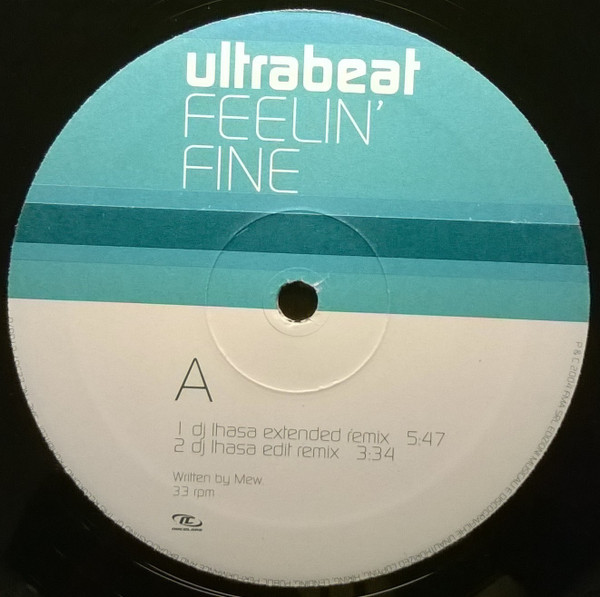 ultrabeat
FEELIN'
FINE
A
1 dj lhasa extended remix 5:47
2 dj lhasa edit remix 3:34
Written by Mew.
33 rpm